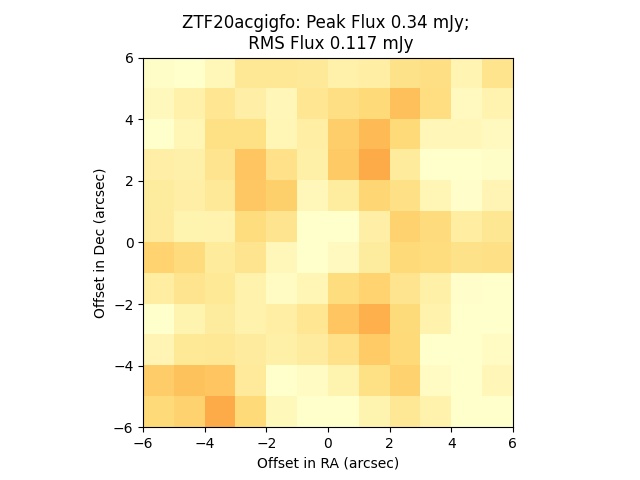 ZTF20acgigfo: Peak Flux 0.34 mJy;
RMS Flux 0.117 mJy
6
4
2
0
−2
−4
−6
Offset in Dec (arcsec)
−6 −4 −2 0 2 4 6
Offset in RA (arcsec)